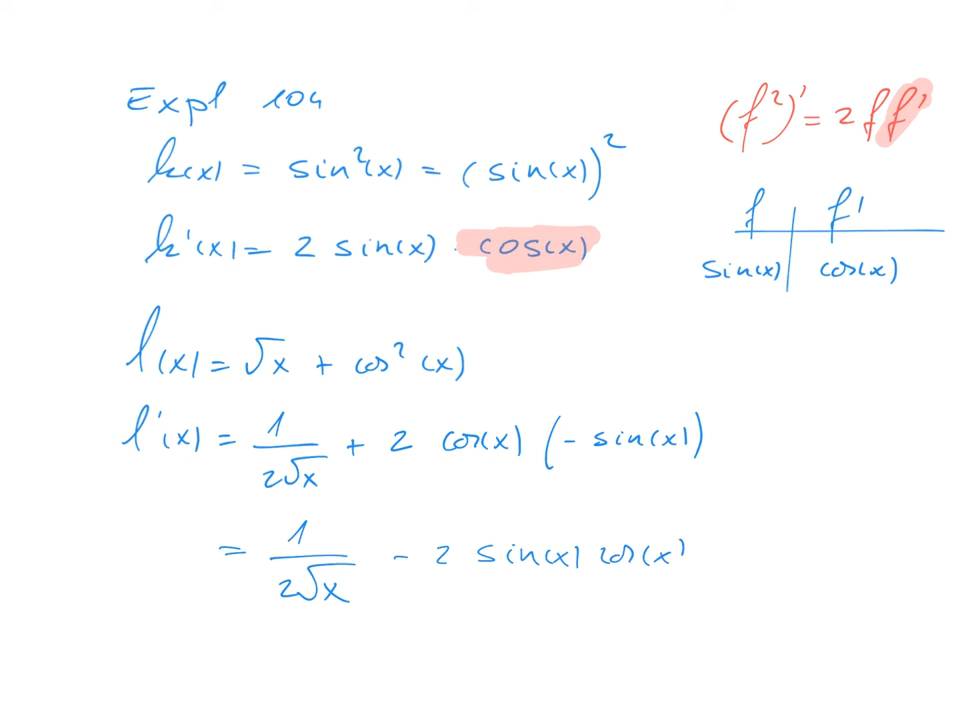 Expl 104
k(x) = sin²(x) = (sin(x))²
k'(x) = 2 sin(x) · cos(x)
l(x) = √x + cos²(x)
l'(x) = 1/(2√x) + 2 cos(x) (- sin(x))
= 1/(2√x) - 2 sin(x) cos(x)
(f²)' = 2 f f'
f | f'
sin(x) | cos(x)